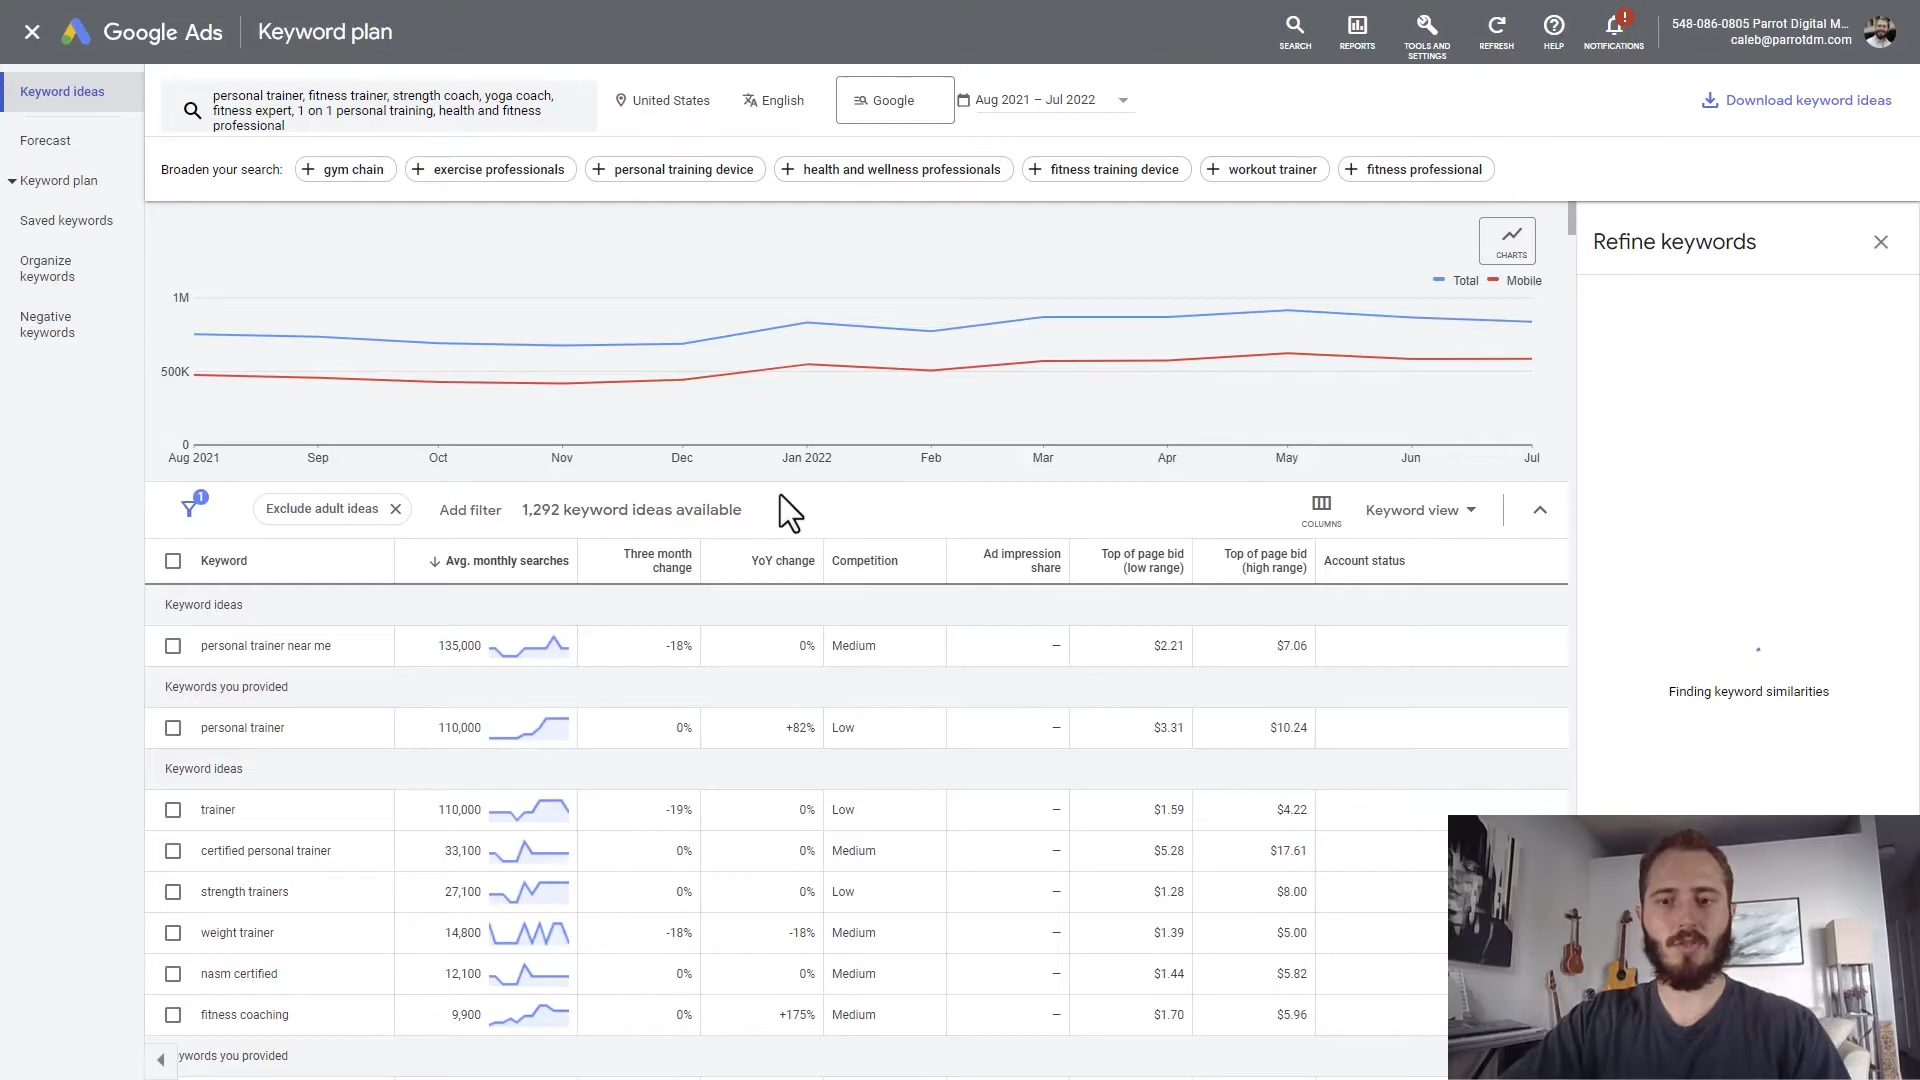 Google Ads
Keyword plan
SEARCH
REPORTS
TOOLS AND
SETTINGS
REFRESH
HELP
!
NOTIFICATIONS
548-086-0805 Parrot Digital M...
caleb@parrotdm.com
Keyword ideas
Forecast
Keyword plan
Saved keywords
Organize
keywords
Negative
keywords
personal trainer, fitness trainer, strength coach, yoga coach,
fitness expert, 1 on 1 personal training, health and fitness
professional
United States
English
Google
Aug 2021 – Jul 2022
Download keyword ideas
Broaden your search:
gym chain
exercise professionals
personal training device
health and wellness professionals
fitness training device
workout trainer
fitness professional
CHARTS
Total
Mobile
1M
500K
0
Aug 2021
Sep
Oct
Nov
Dec
Jan 2022
Feb
Mar
Apr
May
Jun
Jul
Refine keywords
Finding keyword similarities
1
Exclude adult ideas
Add filter
1,292 keyword ideas available
COLUMNS
Keyword view
Keyword
Avg. monthly searches
Three month
change
YoY change
Competition
Ad impression
share
Top of page bid
(low range)
Top of page bid
(high range)
Account status
Keyword ideas
personal trainer near me 135,000 -18% 0% Medium – $2.21 $7.06
Keywords you provided
personal trainer 110,000 0% +82% Low – $3.31 $10.24
Keyword ideas
trainer 110,000 -19% 0% Low – $1.59 $4.22
certified personal trainer 33,100 0% 0% Medium – $5.28 $17.61
strength trainers 27,100 0% 0% Low – $1.28 $8.00
weight trainer 14,800 -18% -18% Medium – $1.39 $5.00
nasm certified 12,100 0% 0% Medium – $1.44 $5.82
fitness coaching 9,900 0% +175% Medium – $1.70 $5.96
ywords you provided